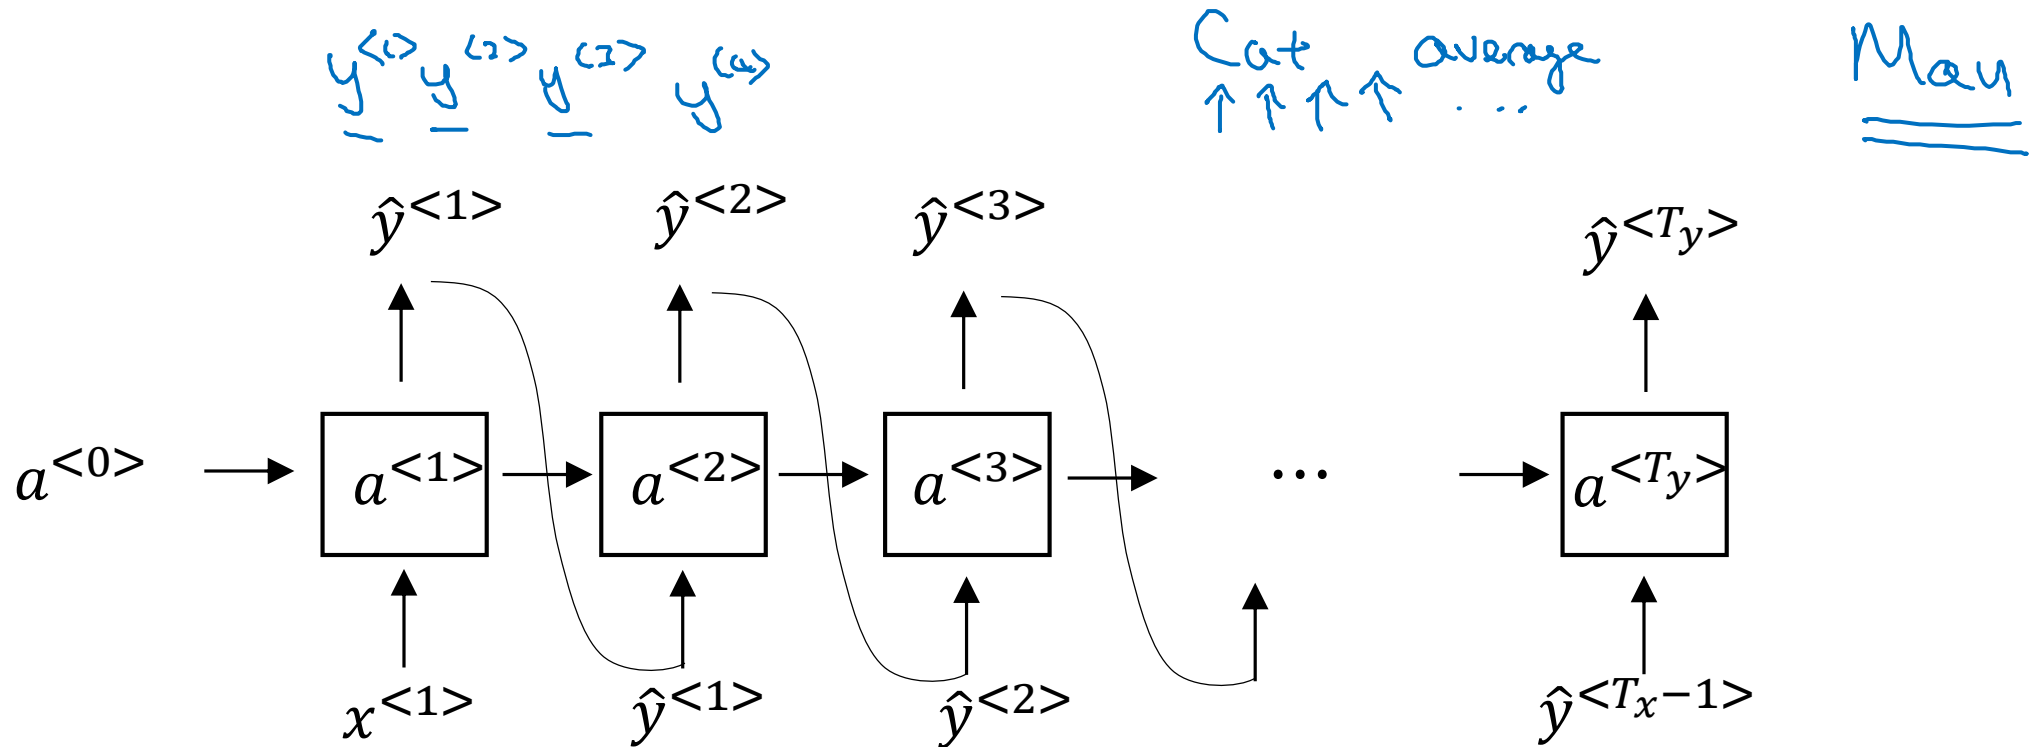 y<1> y<2> y<3> y<4> Cat average Mau
ŷ<1> ŷ<2> ŷ<3> ŷ<Ty>
a<0> a<1> a<2> a<3> ... a<Ty>
x<1> ŷ<1> ŷ<2> ŷ<Tx−1>